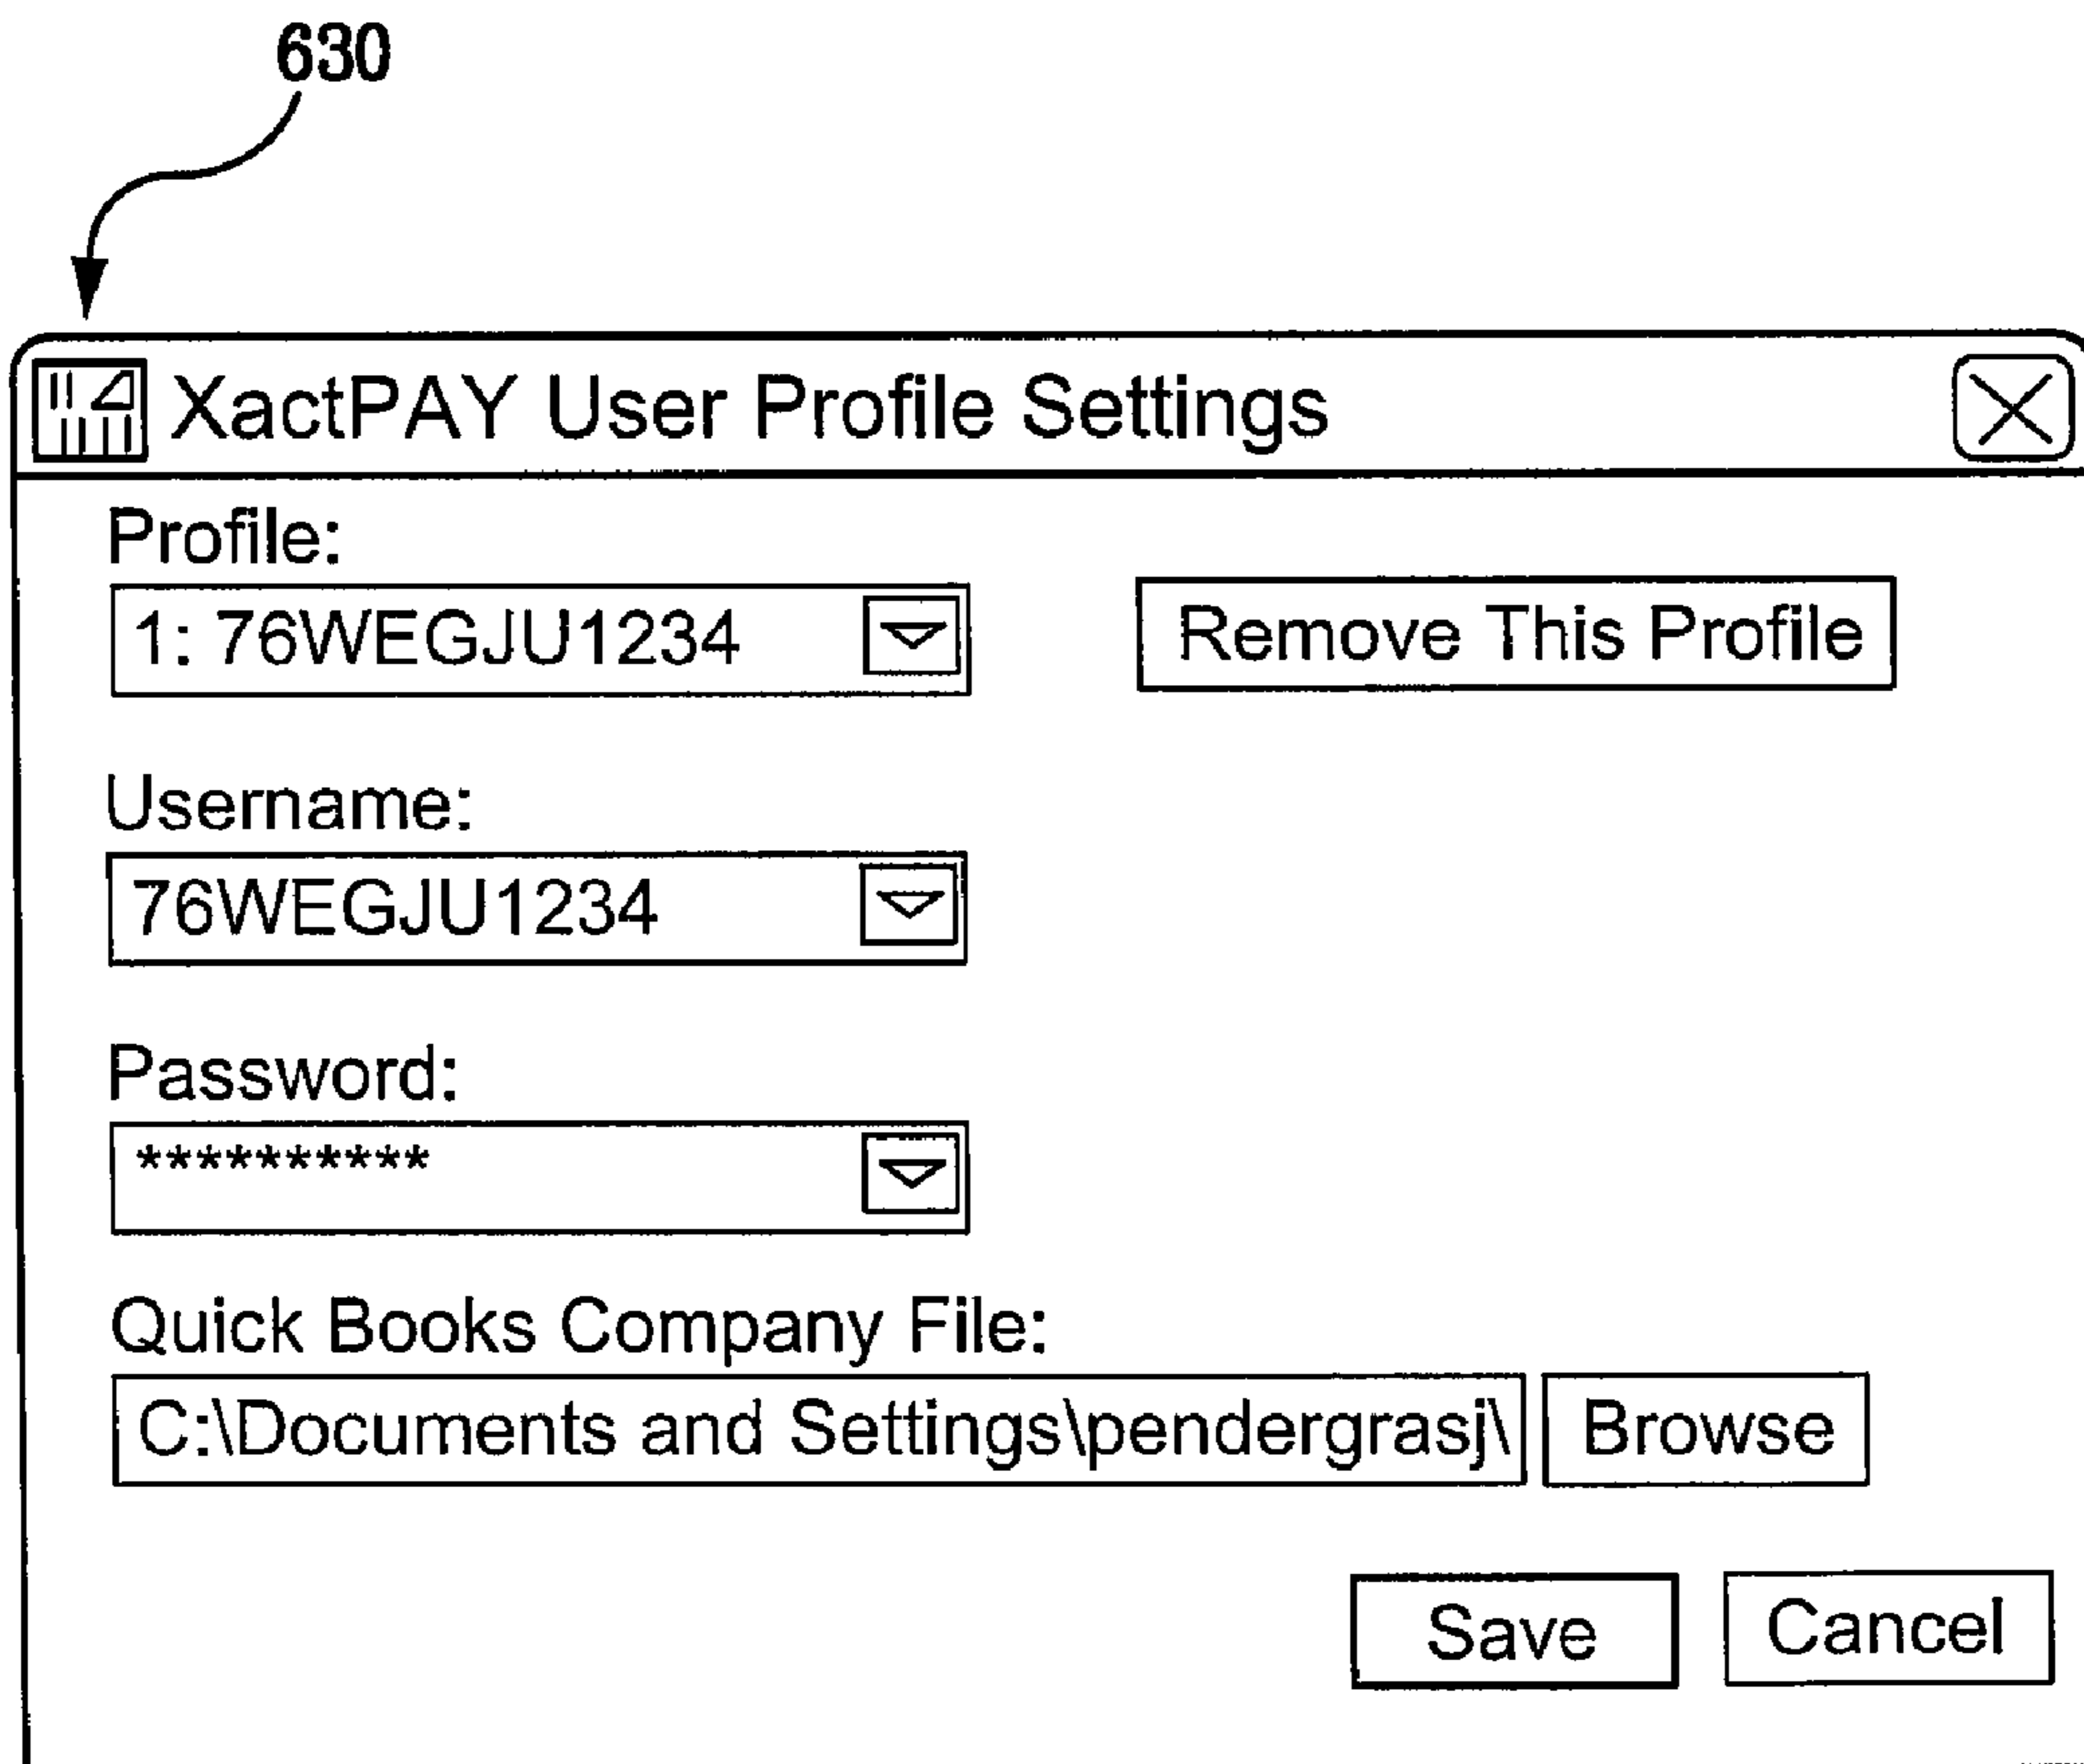 630
XactPAY User Profile Settings
Profile:
1: 76WEGJU1234
Remove This Profile
Username:
76WEGJU1234
Password:
**********
Quick Books Company File:
C:\Documents and Settings\pendergrasj\
Browse
Save
Cancel